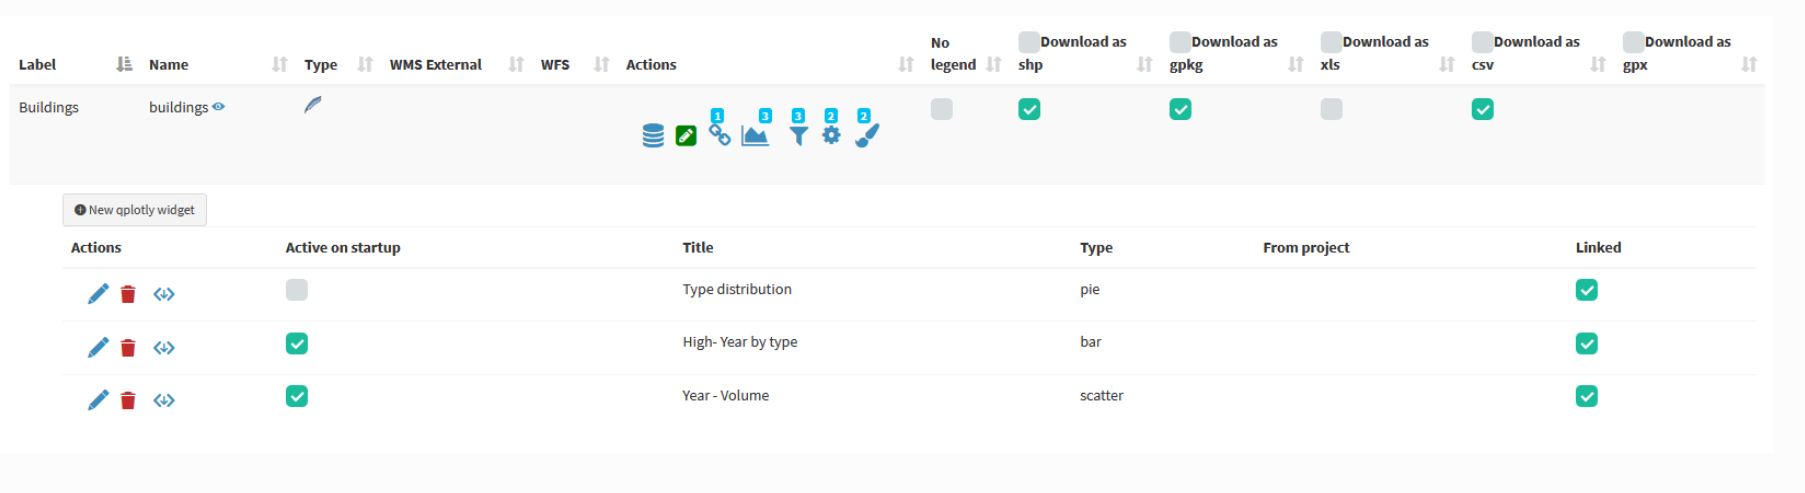 Label Name Type WMS External WFS Actions No legend Download as shp Download as gpkg Download as xls Download as csv Download as gpx
Buildings buildings
1 3 3 2 2
New qplotly widget
Actions Active on startup Title Type From project Linked
Type distribution pie
High- Year by type bar
Year - Volume scatter